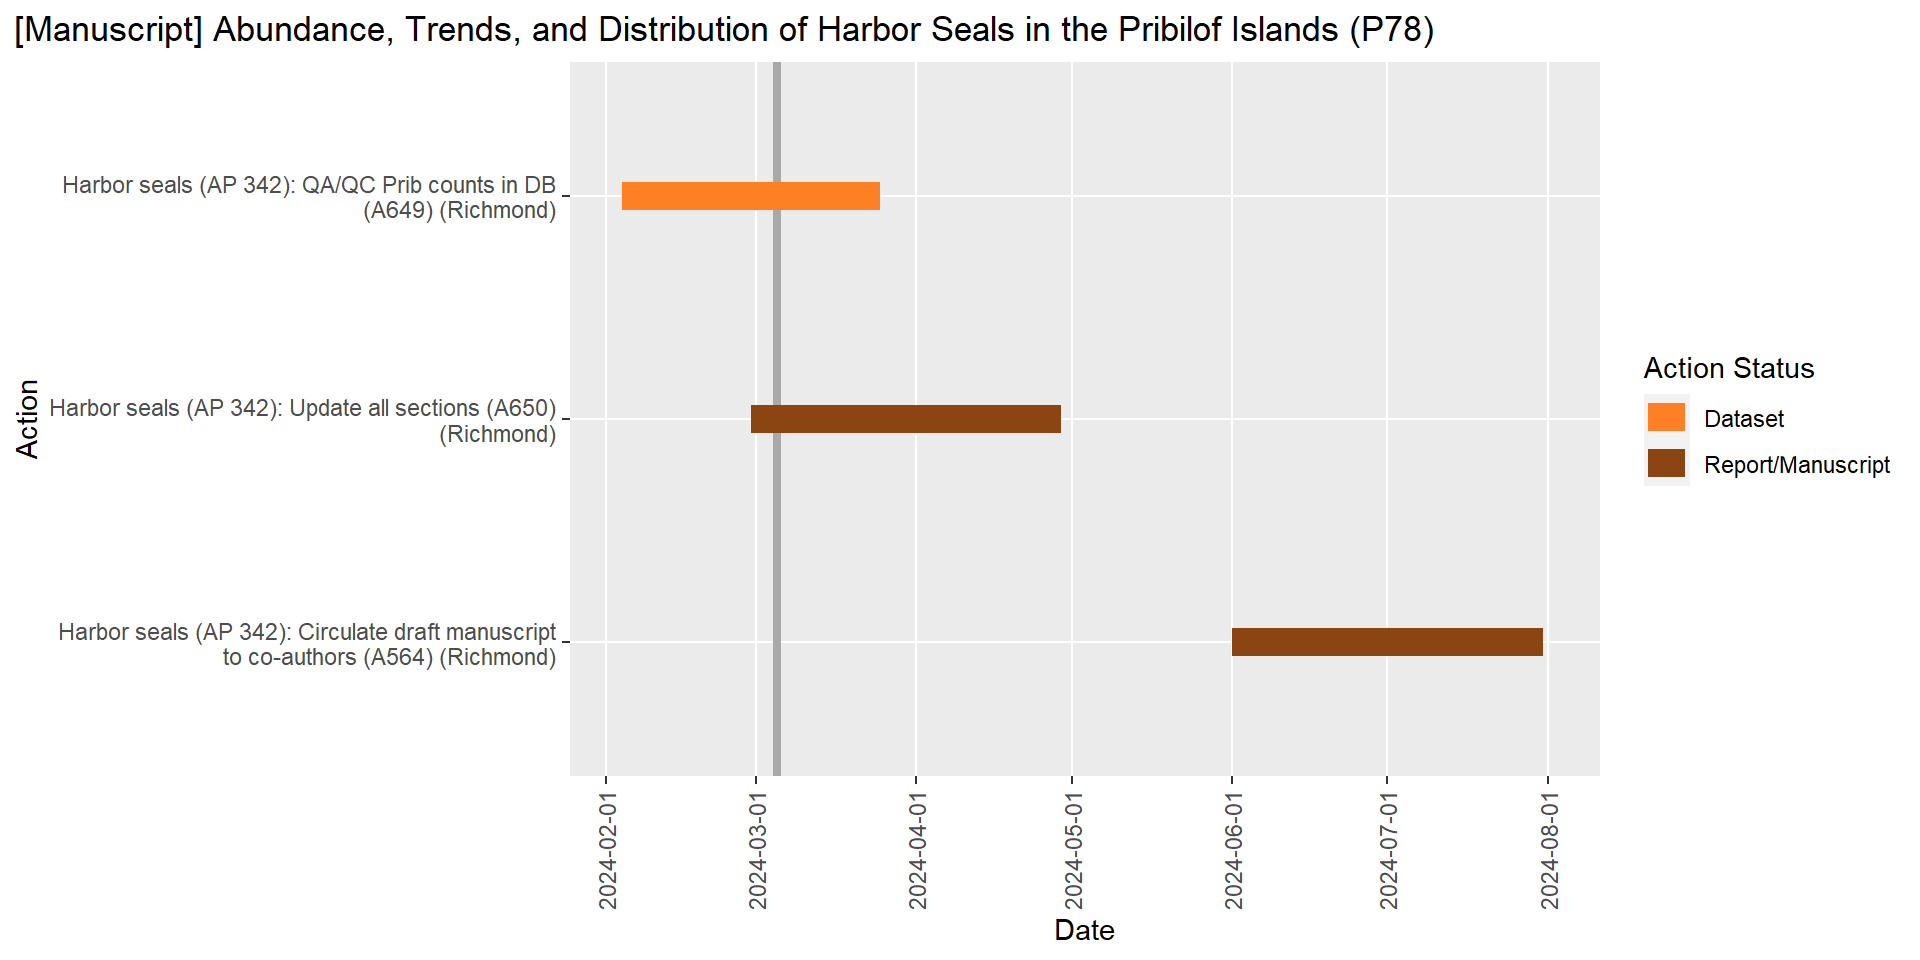 [Manuscript] Abundance, Trends, and Distribution of Harbor Seals in the Pribilof Islands (P78)
Action
Harbor seals (AP 342): QA/QC Prib counts in DB
(A649) (Richmond)
Harbor seals (AP 342): Update all sections (A650)
(Richmond)
Harbor seals (AP 342): Circulate draft manuscript
to co-authors (A564) (Richmond)
2024-02-01
2024-03-01
2024-04-01
2024-05-01
2024-06-01
2024-07-01
2024-08-01
Date
Action Status
Dataset
Report/Manuscript